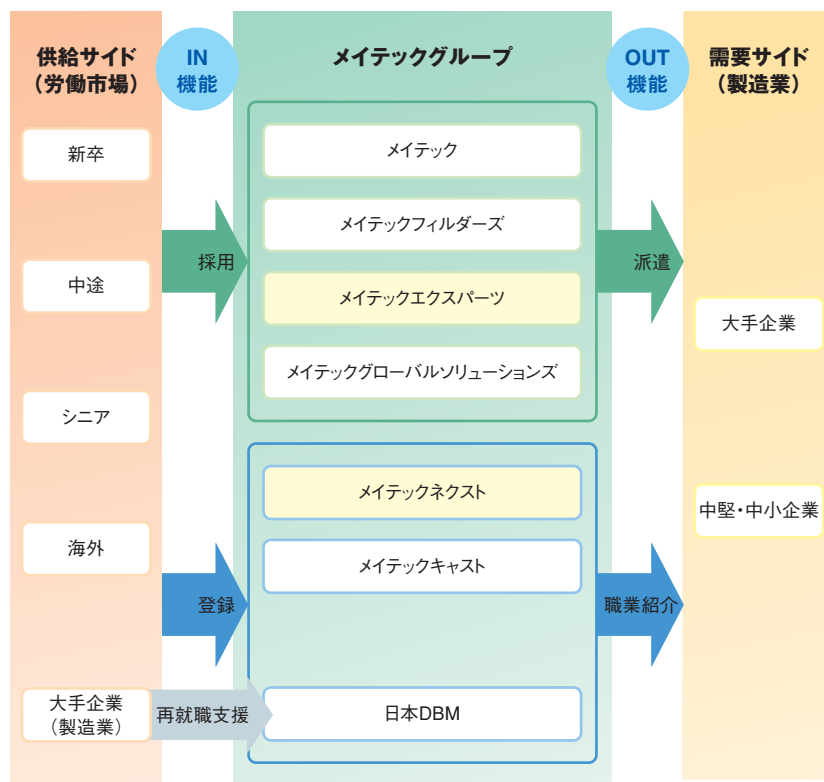 供給サイド
（労働市場）
IN
機能
メイテックグループ
OUT
機能
需要サイド
（製造業）
新卒
中途
シニア
海外
大手企業
（製造業）
採用
登録
再就職支援
メイテック
メイテックフィルダーズ
メイテックエクスパーツ
メイテックグローバルソリューションズ
メイテックネクスト
メイテックキャスト
日本DBM
派遣
職業紹介
大手企業
中堅・中小企業